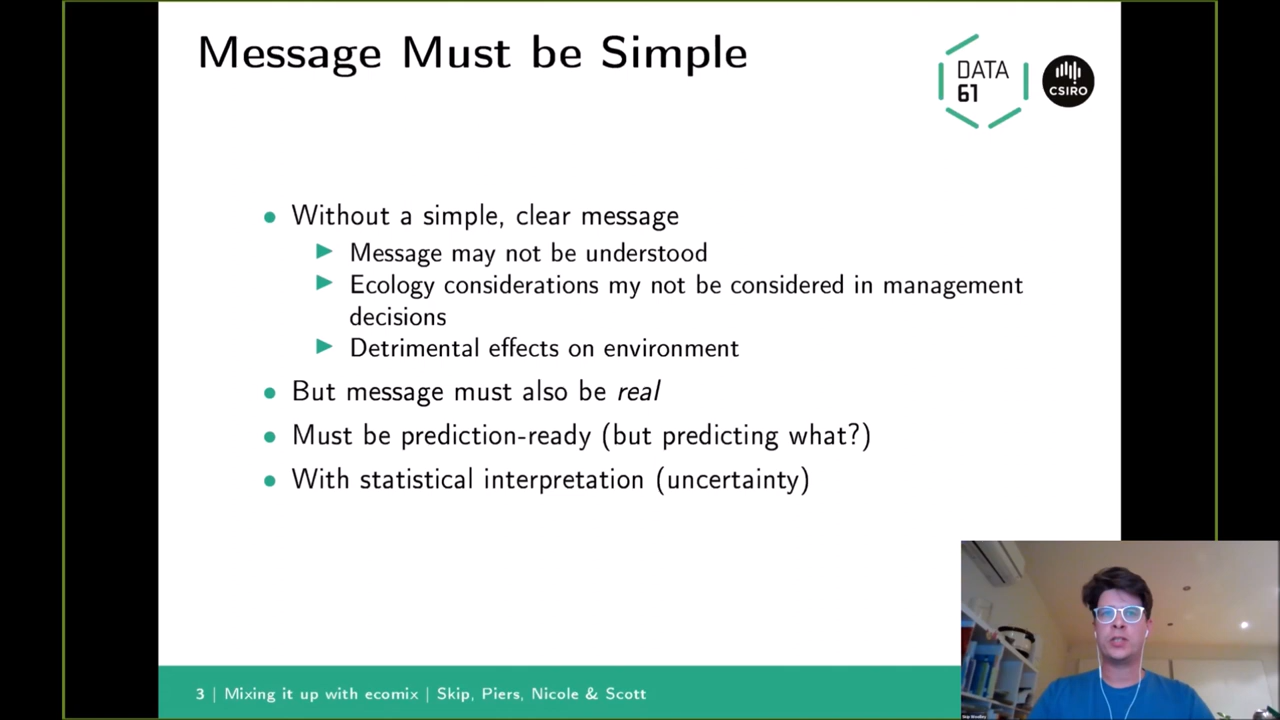 Message Must be Simple
DATA
61
CSIRO
Without a simple, clear message
Message may not be understood
Ecology considerations my not be considered in management
decisions
Detrimental effects on environment
But message must also be real
Must be prediction-ready (but predicting what?)
With statistical interpretation (uncertainty)
3 | Mixing it up with ecomix | Skip, Piers, Nicole & Scott